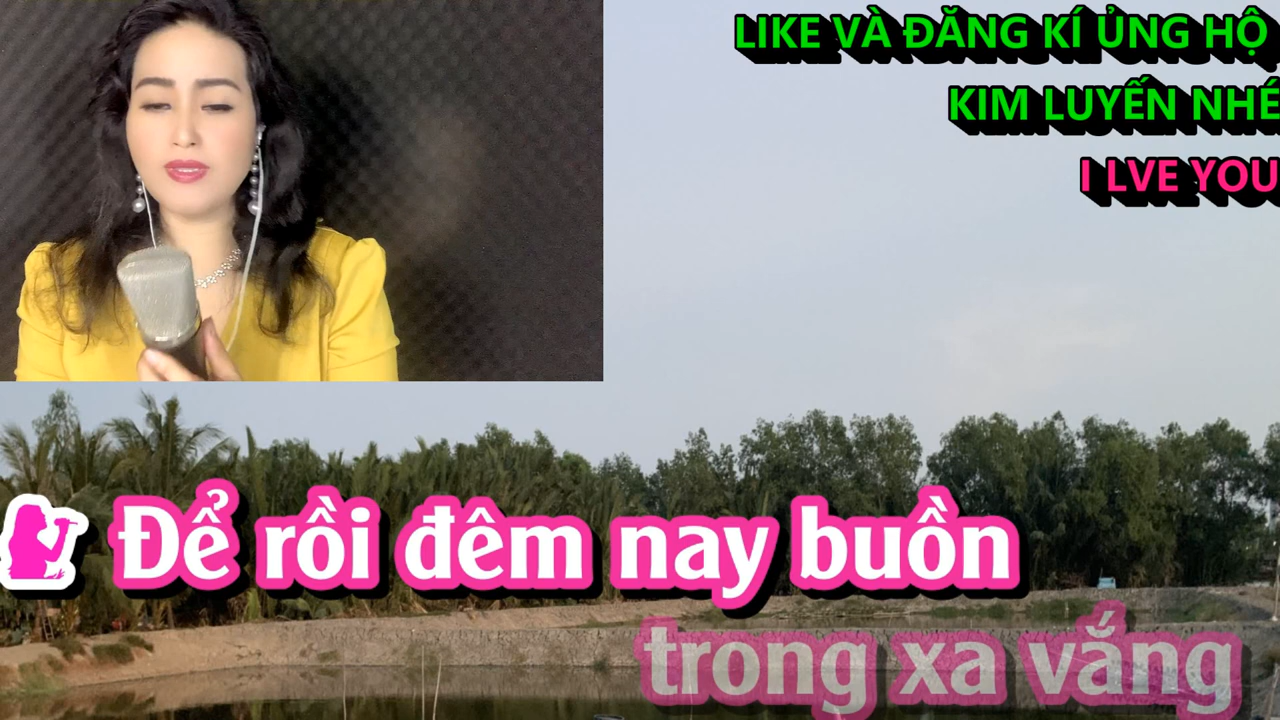 LIKE VÀ ĐĂNG KÍ ỦNG HỘ
KIM LUYẾN NHÉ
I LVE YOU
Để rồi đêm nay buồn
trong xa vắng